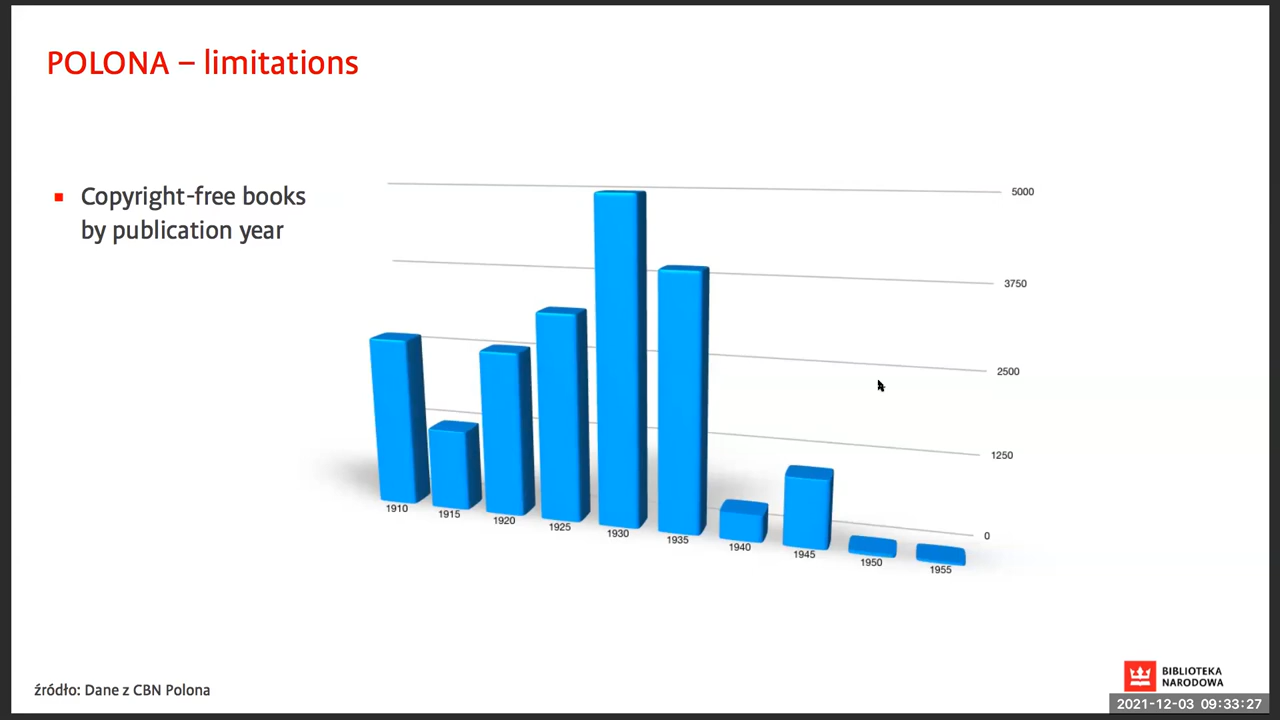 POLONA – limitations
Copyright-free books
by publication year
5000
3750
2500
1250
0
1910
1915
1920
1925
1930
1935
1940
1945
1950
1955
źródło: Dane z CBN Polona
BIBLIOTEKA
NARODOWA
2021-12-03 09:33:27